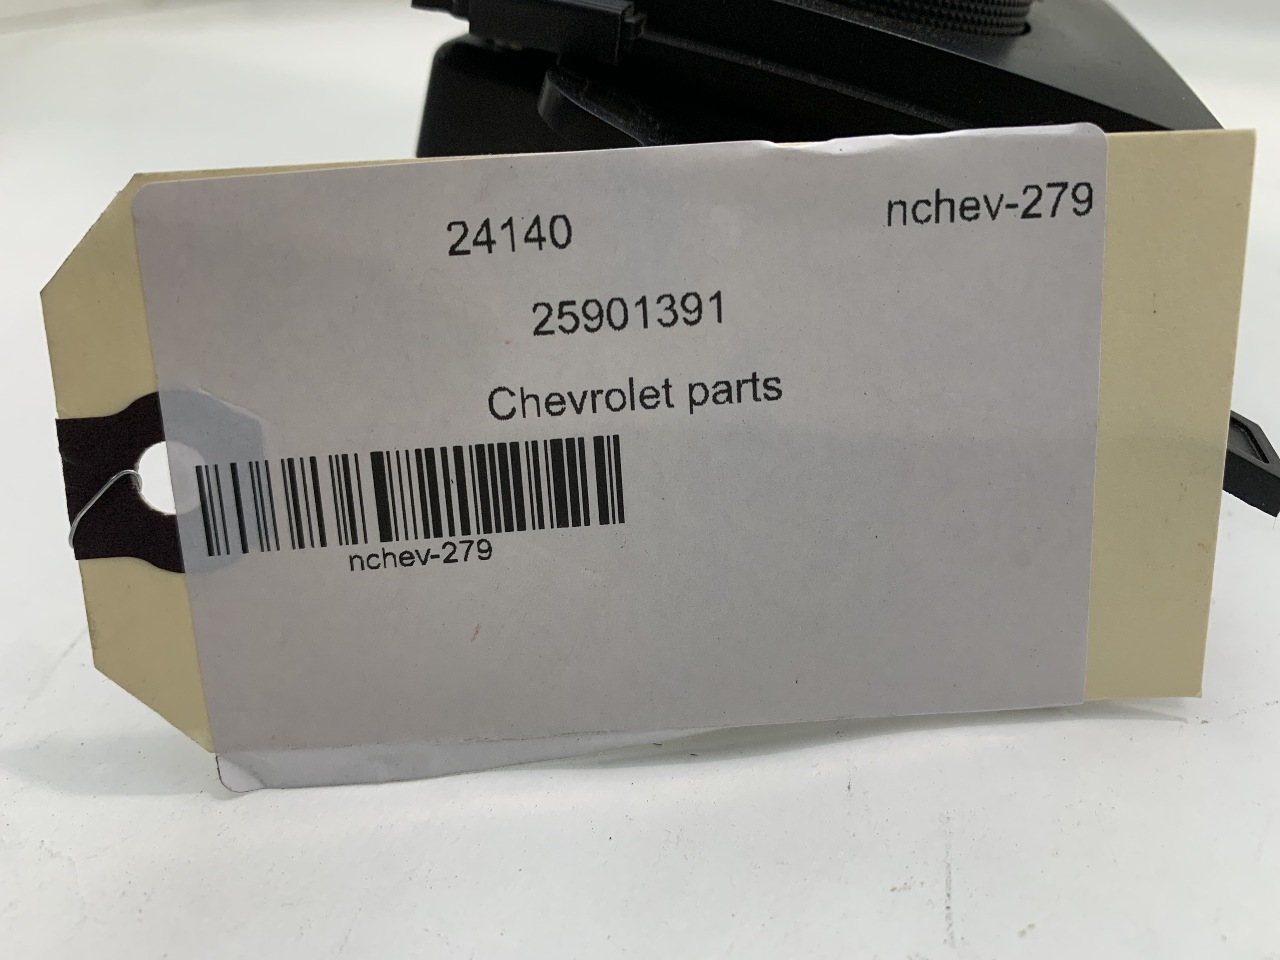 24140 nchev-279
25901391
Chevrolet parts
nchev-279